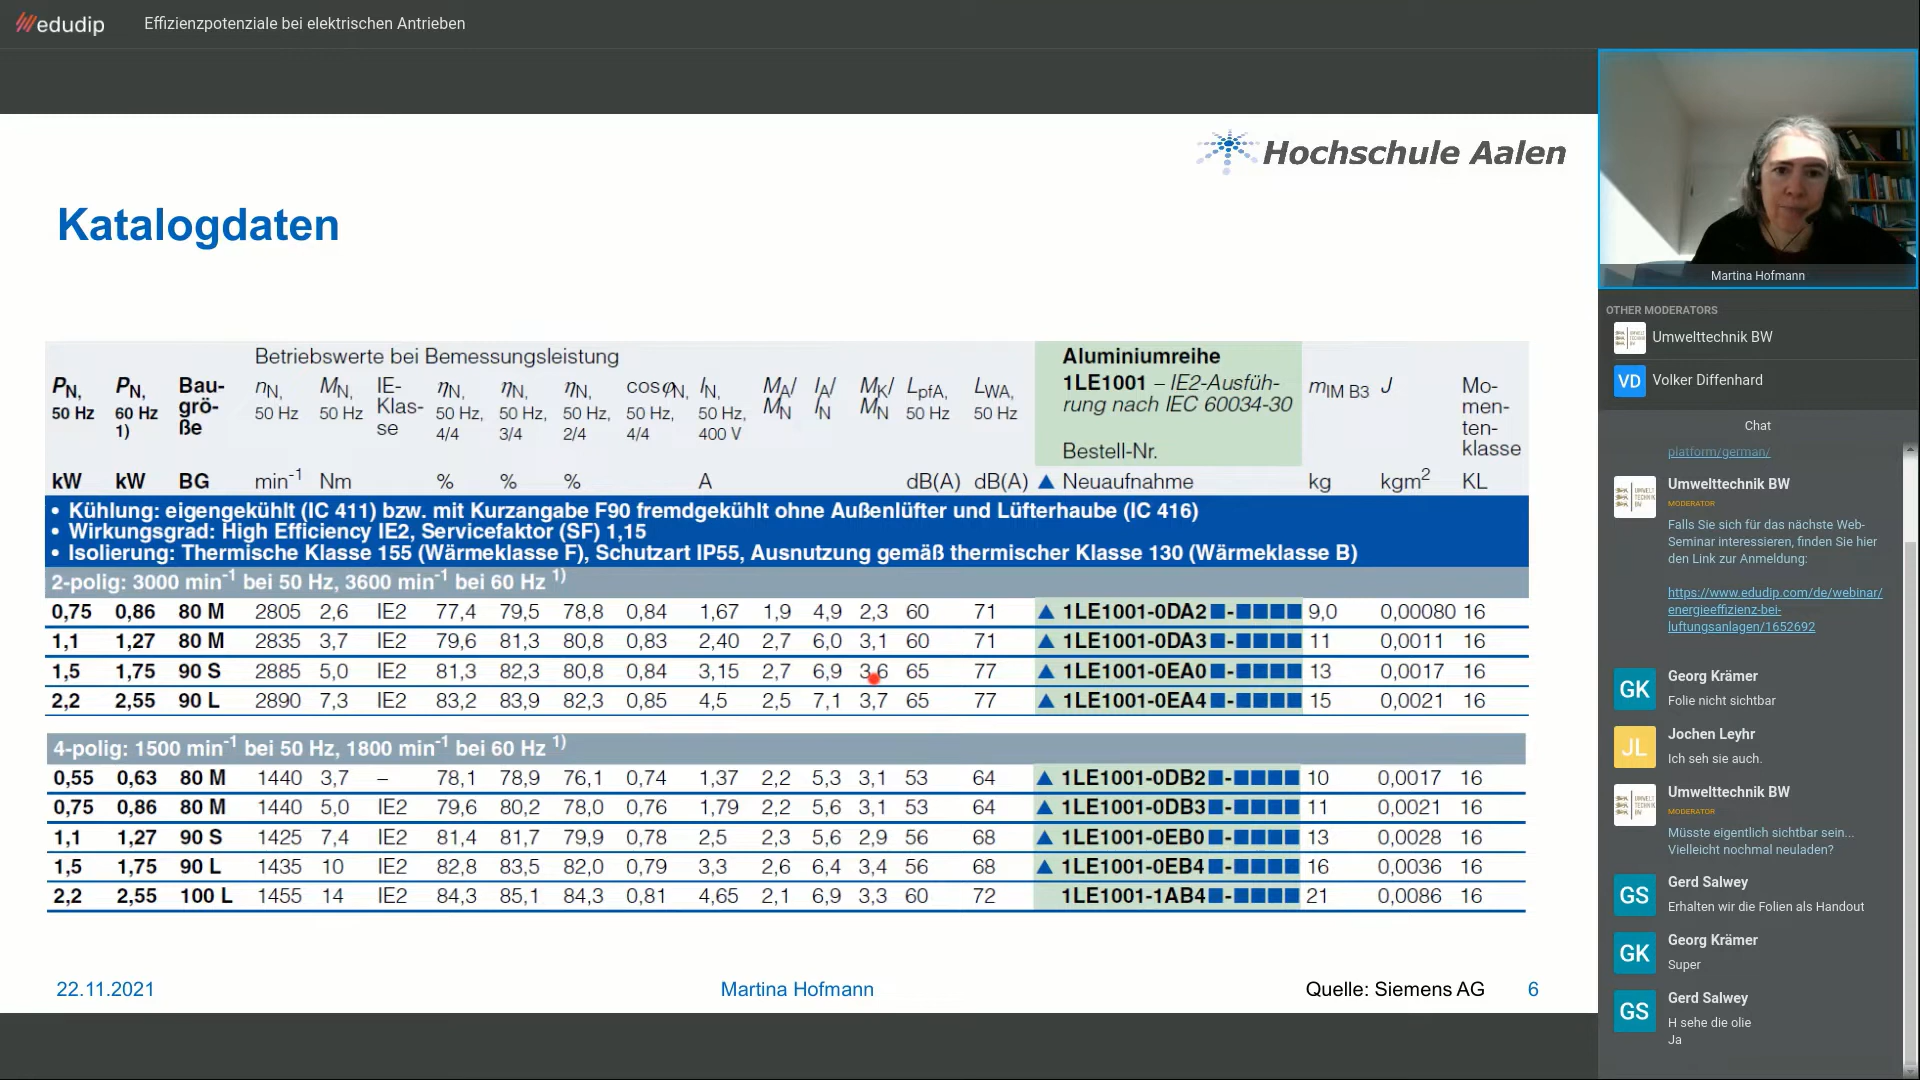 edudip
Effizienzpotenziale bei elektrischen Antrieben
Hochschule Aalen
Katalogdaten
Betriebswerte bei Bemessungsleistung
Aluminiumreihe
1LE1001 – IE2-Ausfüh-
rung nach IEC 60034-30
Bestell-Nr.
PN, 50 Hz PN, 60 Hz 1) Bau-grö-ße nN, 50 Hz MN, 50 Hz IE-Klas-se ηN, 50 Hz, 4/4 ηN, 50 Hz, 3/4 ηN, 50 Hz, 2/4 cosφN, 50 Hz, 4/4 IN, 50 Hz, 400 V MA/MN IA/IN MK/MN LpfA, 50 Hz LWA, 50 Hz mIM B3 J Mo-men-ten-klasse
kW kW BG min-1 Nm % % % A dB(A) dB(A) ▲ Neuaufnahme kg kgm2 KL
• Kühlung: eigengekühlt (IC 411) bzw. mit Kurzangabe F90 fremdgekühlt ohne Außenlüfter und Lüfterhaube (IC 416)
• Wirkungsgrad: High Efficiency IE2, Servicefaktor (SF) 1,15
• Isolierung: Thermische Klasse 155 (Wärmeklasse F), Schutzart IP55, Ausnutzung gemäß thermischer Klasse 130 (Wärmeklasse B)
2-polig: 3000 min-1 bei 50 Hz, 3600 min-1 bei 60 Hz 1)
0,75 0,86 80 M 2805 2,6 IE2 77,4 79,5 78,8 0,84 1,67 1,9 4,9 2,3 60 71 ▲ 1LE1001-0DA2■-■■■■ 9,0 0,00080 16
1,1 1,27 80 M 2835 3,7 IE2 79,6 81,3 80,8 0,83 2,40 2,7 6,0 3,1 60 71 ▲ 1LE1001-0DA3■-■■■■ 11 0,0011 16
1,5 1,75 90 S 2885 5,0 IE2 81,3 82,3 80,8 0,84 3,15 2,7 6,9 3,6 65 77 ▲ 1LE1001-0EA0■-■■■■ 13 0,0017 16
2,2 2,55 90 L 2890 7,3 IE2 83,2 83,9 82,3 0,85 4,5 2,5 7,1 3,7 65 77 ▲ 1LE1001-0EA4■-■■■■ 15 0,0021 16
4-polig: 1500 min-1 bei 50 Hz, 1800 min-1 bei 60 Hz 1)
0,55 0,63 80 M 1440 3,7 – 78,1 78,9 76,1 0,74 1,37 2,2 5,3 3,1 53 64 ▲ 1LE1001-0DB2■-■■■■ 10 0,0017 16
0,75 0,86 80 M 1440 5,0 IE2 79,6 80,2 78,0 0,76 1,79 2,2 5,6 3,1 53 64 ▲ 1LE1001-0DB3■-■■■■ 11 0,0021 16
1,1 1,27 90 S 1425 7,4 IE2 81,4 81,7 79,9 0,78 2,5 2,3 5,6 2,9 56 68 ▲ 1LE1001-0EB0■-■■■■ 13 0,0028 16
1,5 1,75 90 L 1435 10 IE2 82,8 83,5 82,0 0,79 3,3 2,6 6,4 3,4 56 68 ▲ 1LE1001-0EB4■-■■■■ 16 0,0036 16
2,2 2,55 100 L 1455 14 IE2 84,3 85,1 84,3 0,81 4,65 2,1 6,9 3,3 60 72 1LE1001-1AB4■-■■■■ 21 0,0086 16
22.11.2021
Martina Hofmann
Quelle: Siemens AG
6
Martina Hofmann
OTHER MODERATORS
Umwelttechnik BW
VD
Volker Diffenhard
Chat
platform/german/
Umwelttechnik BW
MODERATOR
Falls Sie sich für das nächste Web-
Seminar interessieren, finden Sie hier
den Link zur Anmeldung:
https://www.edudip.com/de/webinar/
energieeffizienz-bei-
luftungsanlagen/1652692
GK
Georg Krämer
Folie nicht sichtbar
JL
Jochen Leyhr
Ich seh sie auch.
Umwelttechnik BW
MODERATOR
Müsste eigentlich sichtbar sein...
Vielleicht nochmal neuladen?
GS
Gerd Salwey
Erhalten wir die Folien als Handout
GK
Georg Krämer
Super
GS
Gerd Salwey
H sehe die olie
Ja